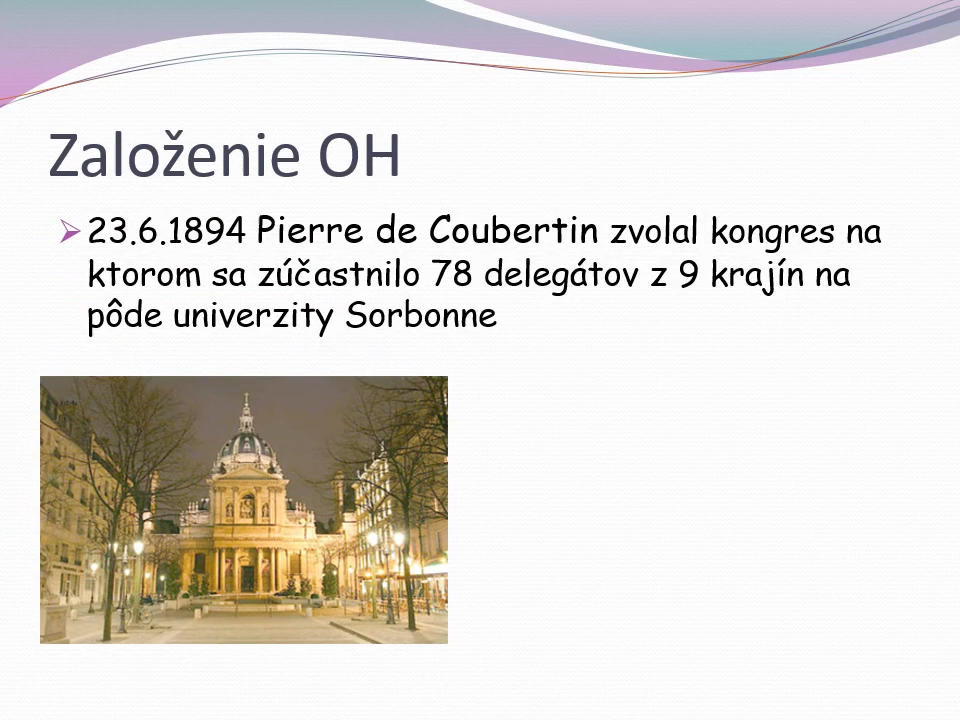 Založenie OH
23.6.1894 Pierre de Coubertin zvolal kongres na
ktorom sa zúčastnilo 78 delegátov z 9 krajín na
pôde univerzity Sorbonne